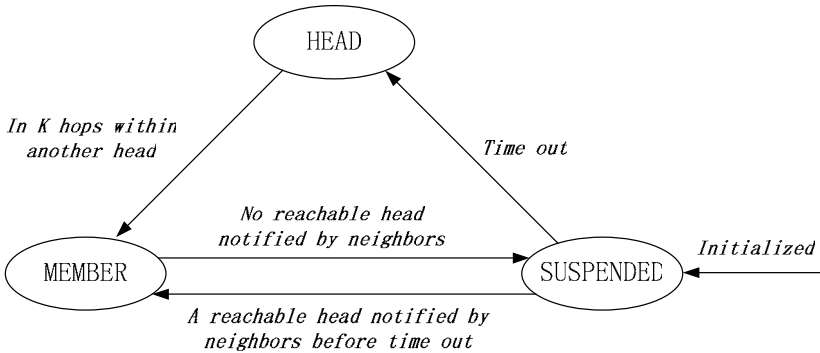 HEAD
In K hops within
another head
Time out
No reachable head
notified by neighbors
MEMBER
SUSPENDED
Initialized
A reachable head notified by
neighbors before time out